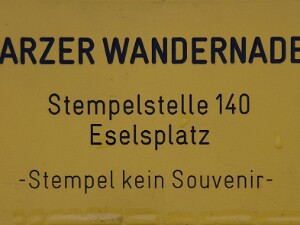 ARZER WANDERNADE
Stempelstelle 140
Eselsplatz
-Stempel kein Souvenir-